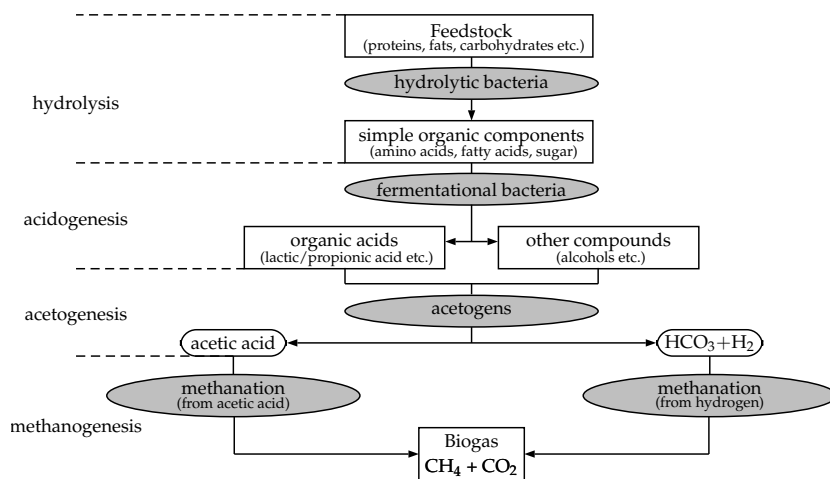 Feedstock
(proteins, fats, carbohydrates etc.)
hydrolytic bacteria
hydrolysis
simple organic components
(amino acids, fatty acids, sugar)
fermentational bacteria
acidogenesis
organic acids
(lactic/propionic acid etc.)
other compounds
(alcohols etc.)
acetogens
acetogenesis
acetic acid
HCO₃+H₂
methanation
(from acetic acid)
methanation
(from hydrogen)
methanogenesis
Biogas
CH₄ + CO₂